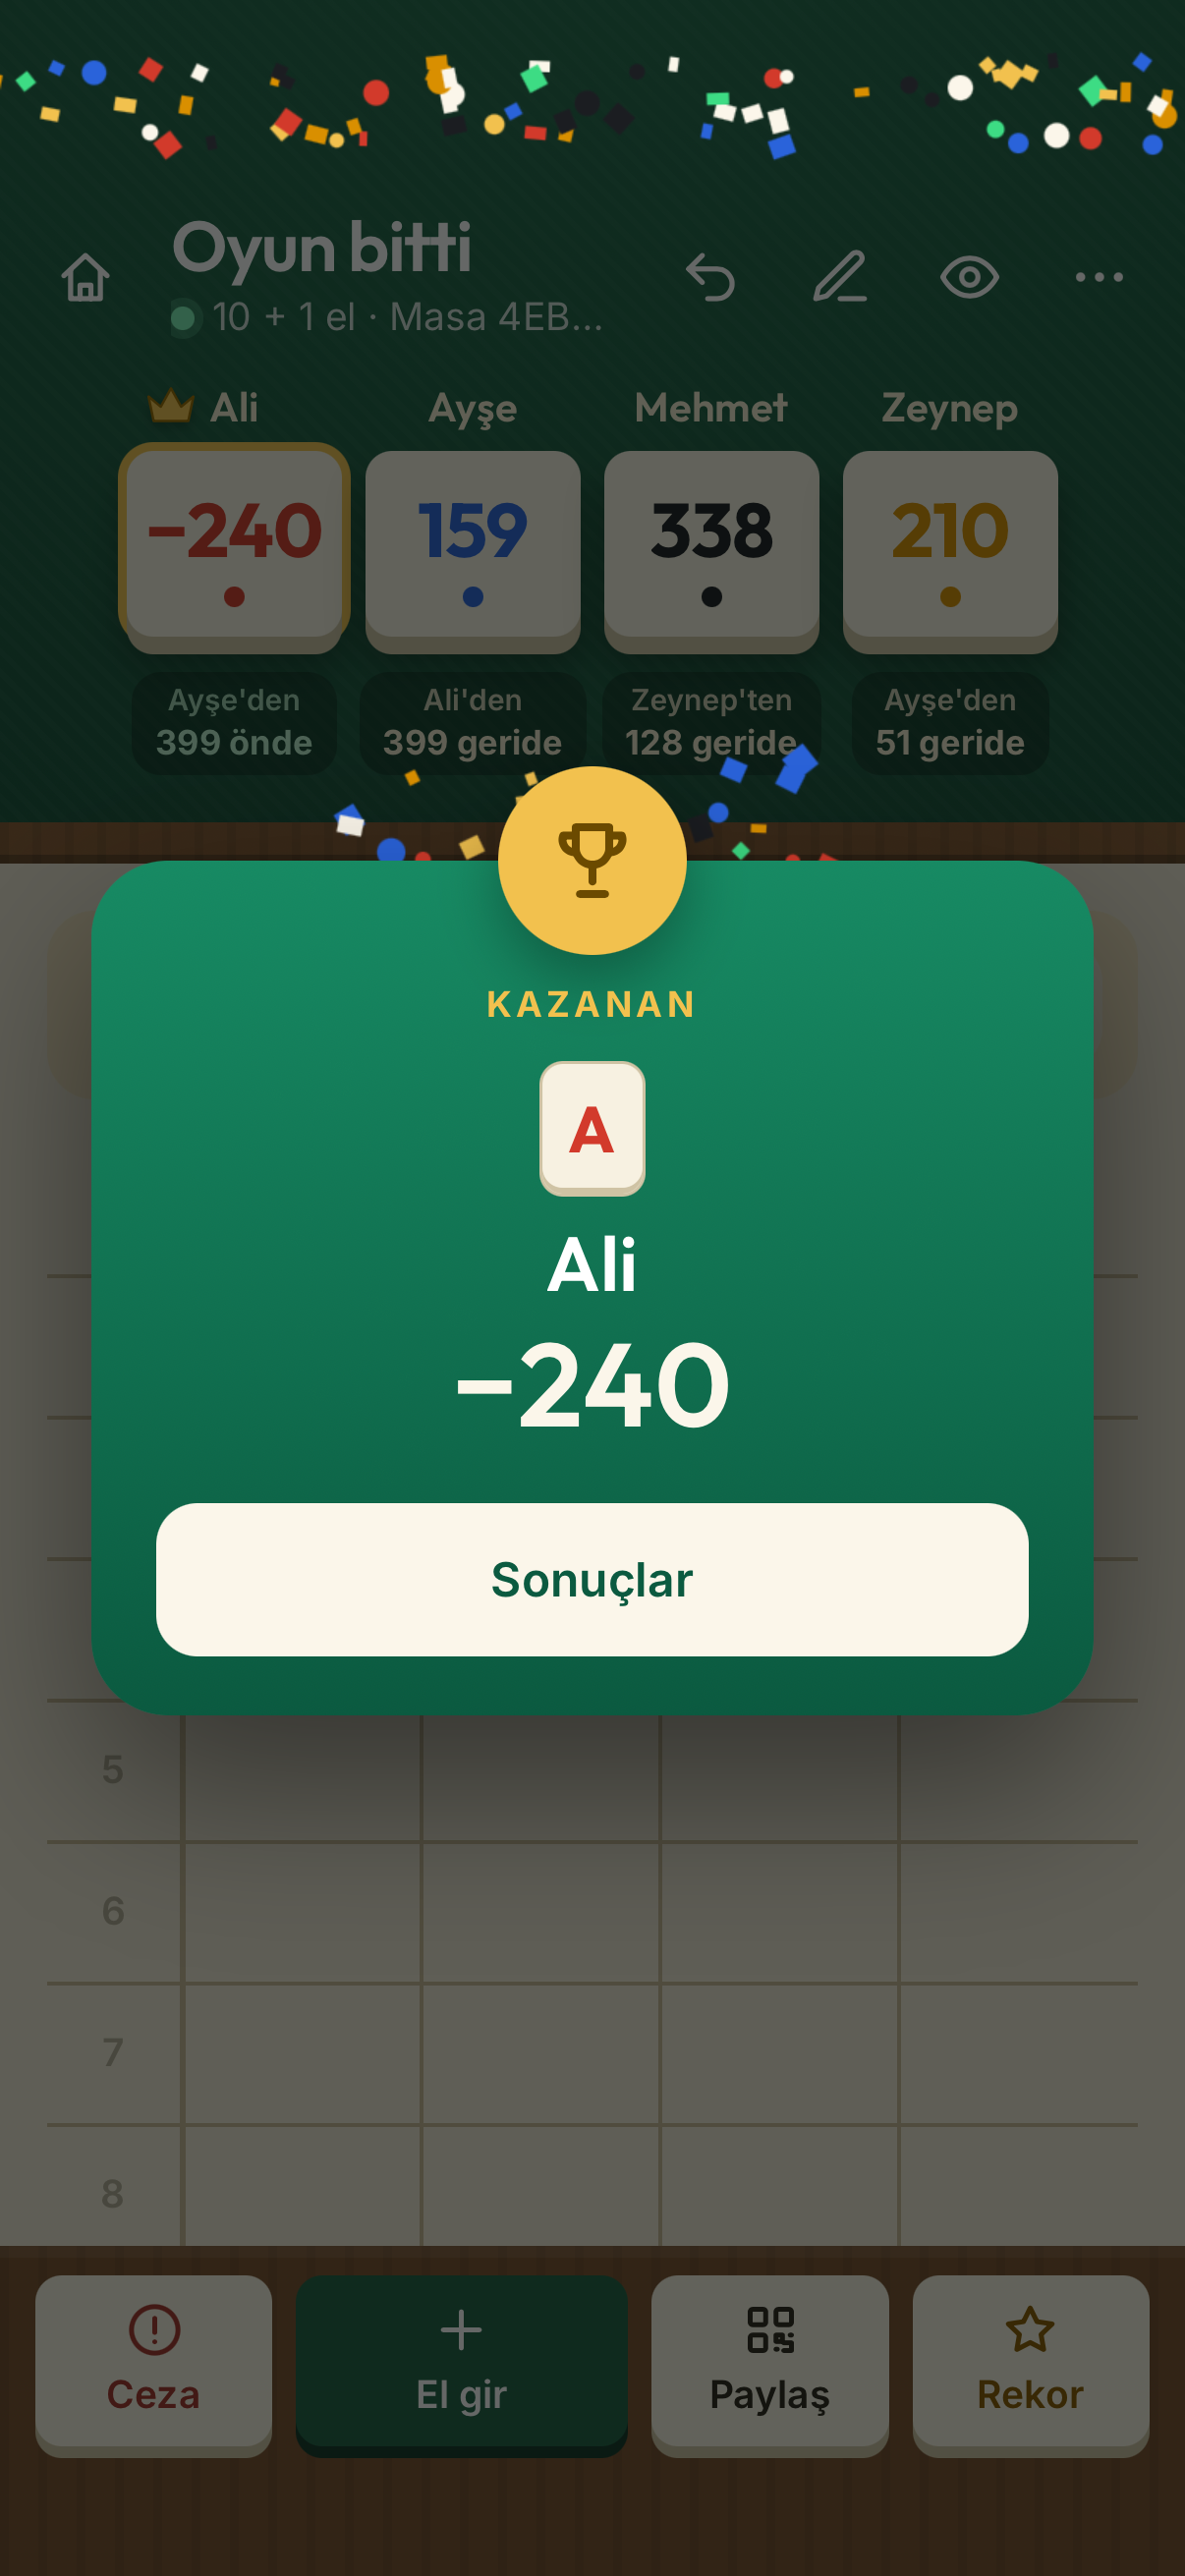 Oyun bitti
10 + 1 el · Masa 4EB...
Ali Ayşe Mehmet Zeynep
−240 159 338 210
Ayşe'den Ali'den Zeynep'ten Ayşe'den
399 önde 399 geride 128 geride 51 geride
KAZANAN
A
Ali
−240
Sonuçlar
5
6
7
8
Ceza El gir Paylaş Rekor